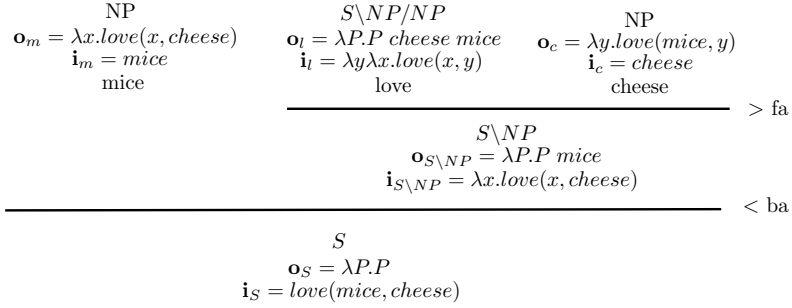 NP
𝐨_m = λx.love(x, cheese)
𝐢_m = mice
mice
S\NP/NP
𝐨_l = λP.P cheese mice
𝐢_l = λyλx.love(x, y)
love
NP
𝐨_c = λy.love(mice, y)
𝐢_c = cheese
cheese
> fa
S\NP
𝐨_{S\NP} = λP.P mice
𝐢_{S\NP} = λx.love(x, cheese)
< ba
S
𝐨_S = λP.P
𝐢_S = love(mice, cheese)